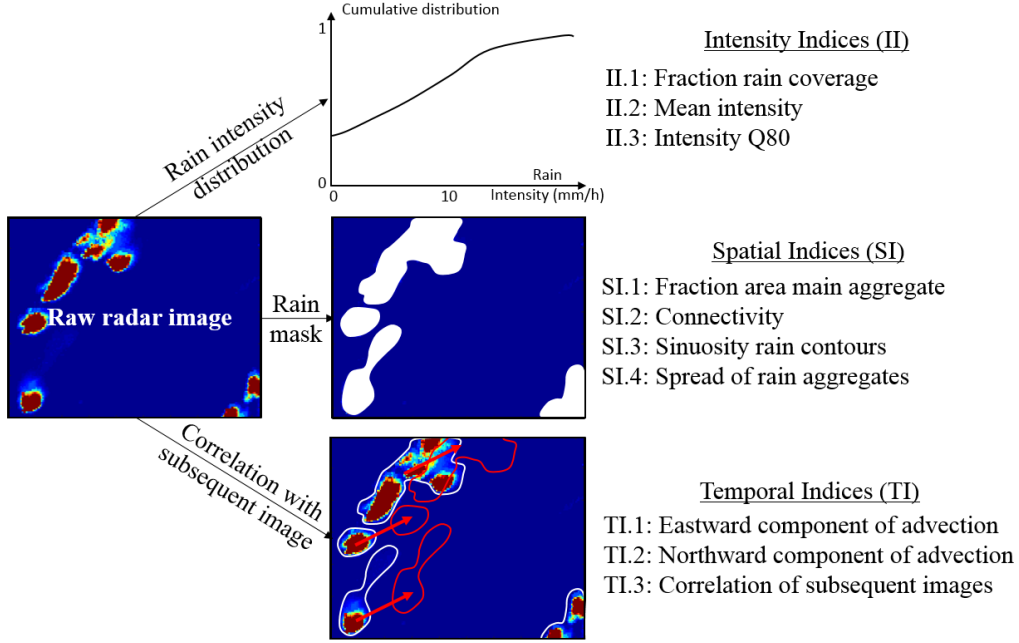 Cumulative distribution
1
0
0
10
Rain
Intensity (mm/h)
Rain intensity
distribution
Intensity Indices (II)
II.1: Fraction rain coverage
II.2: Mean intensity
II.3: Intensity Q80
Raw radar image
Rain
mask
Spatial Indices (SI)
SI.1: Fraction area main aggregate
SI.2: Connectivity
SI.3: Sinuosity rain contours
SI.4: Spread of rain aggregates
Correlation with
subsequent image
Temporal Indices (TI)
TI.1: Eastward component of advection
TI.2: Northward component of advection
TI.3: Correlation of subsequent images